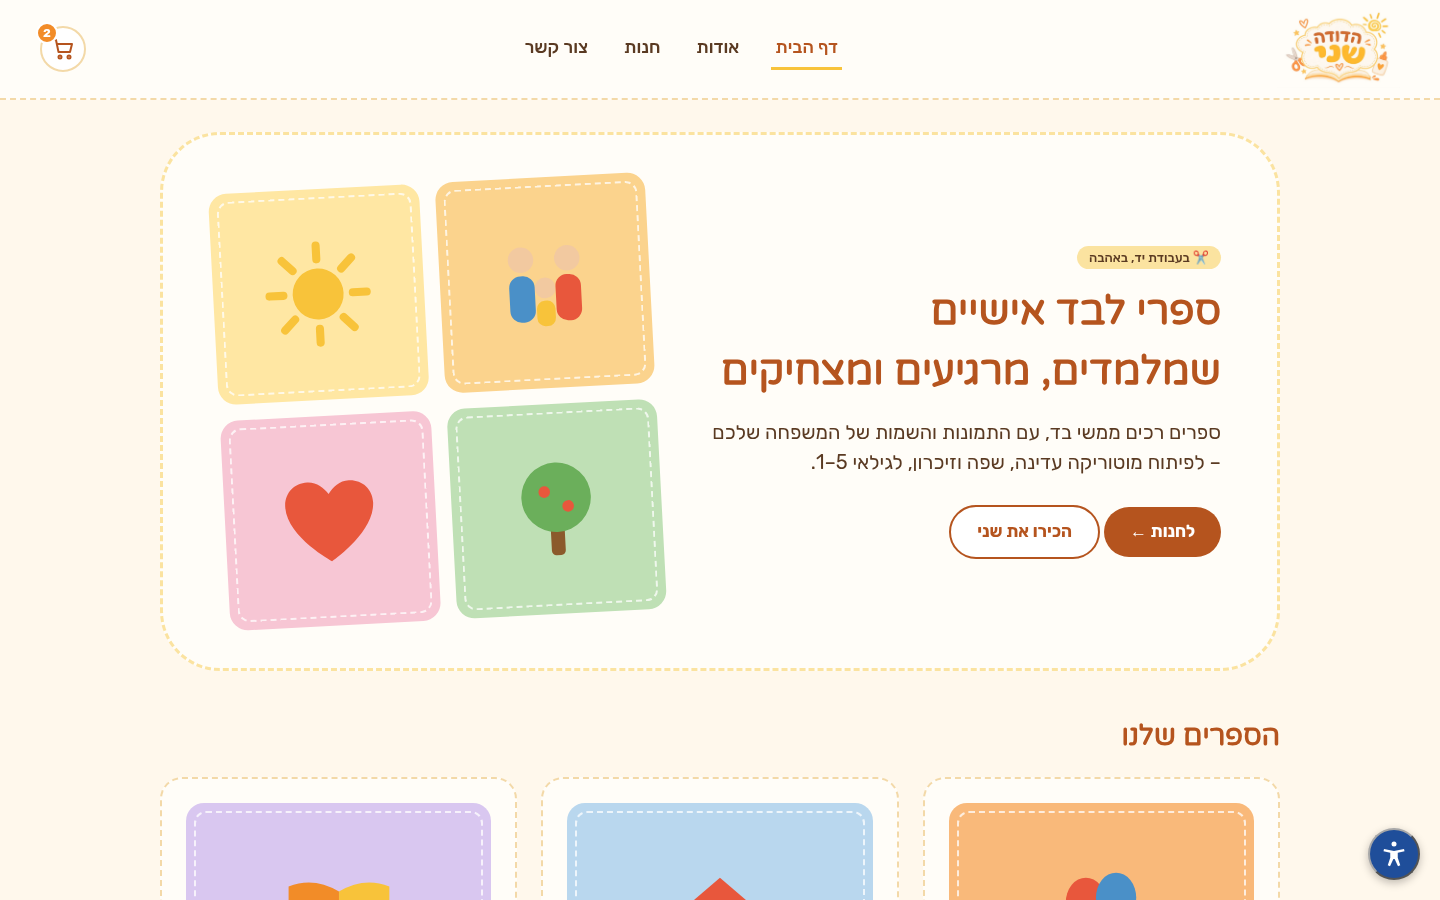 הדודה
שני
דף הבית
אודות
חנות
צור קשר
2
✂️ בעבודת יד, באהבה
ספרי לבד אישיים
שמלמדים, מרגיעים ומצחיקים
ספרים רכים ממשי בד, עם התמונות והשמות של המשפחה שלכם
– לפיתוח מוטוריקה עדינה, שפה וזיכרון, לגילאי 1–5.
לחנות ←
הכירו את שני
הספרים שלנו